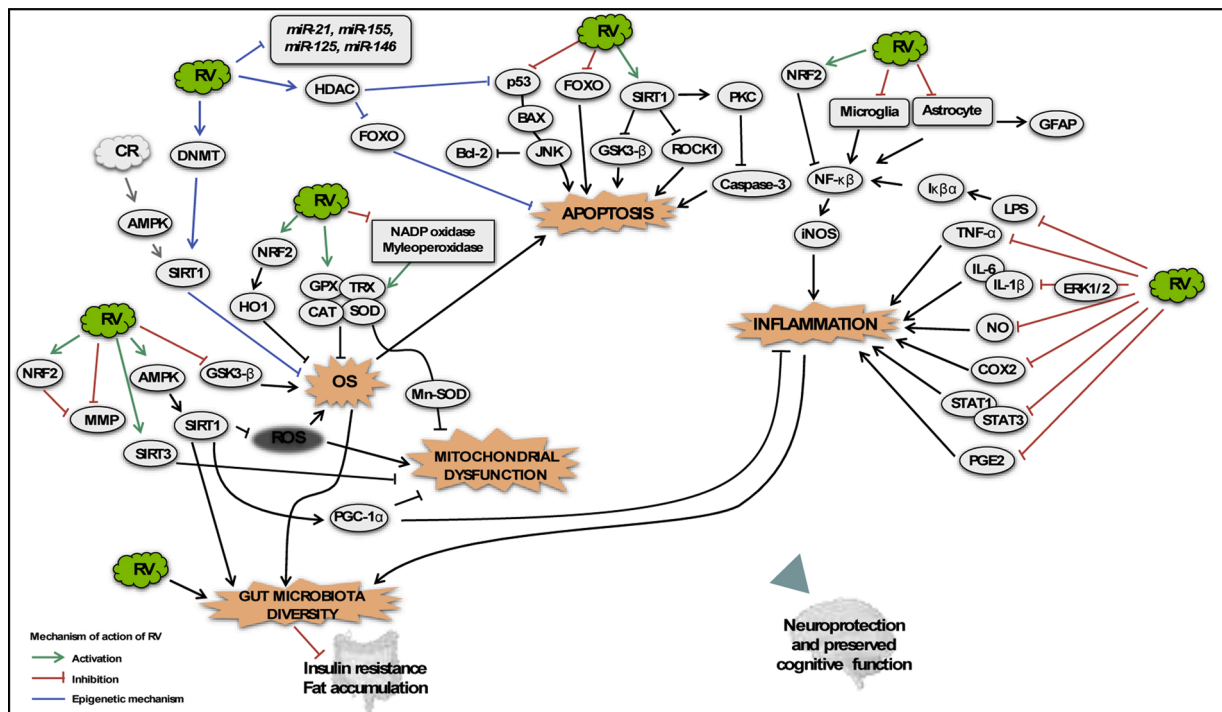 miR-21, miR-155,
miR-125, miR-146
RV
HDAC
FOXO
DNMT
CR
AMPK
SIRT1
RV
p53
FOXO
SIRT1
PKC
BAX
Bcl-2
JNK
GSK3-β
ROCK1
Caspase-3
APOPTOSIS
RV
NRF2
Microglia
Astrocyte
GFAP
NF-κβ
Iκβα
LPS
iNOS
TNF-α
IL-6
IL-1β
ERK1/2
RV
INFLAMMATION
NO
COX2
STAT1
STAT3
PGE2
RV
NADP oxidase
Myleoperoxidase
NRF2
GPX
TRX
HO1
CAT
SOD
OS
Mn-SOD
RV
NRF2
AMPK
GSK3-β
MMP
SIRT1
ROS
SIRT3
MITOCHONDRIAL
DYSFUNCTION
PGC-1α
RV
GUT MICROBIOTA
DIVERSITY
Insulin resistance
Fat accumulation
Neuroprotection
and preserved
cognitive function
Mechanism of action of RV
Activation
Inhibition
Epigenetic mechanism